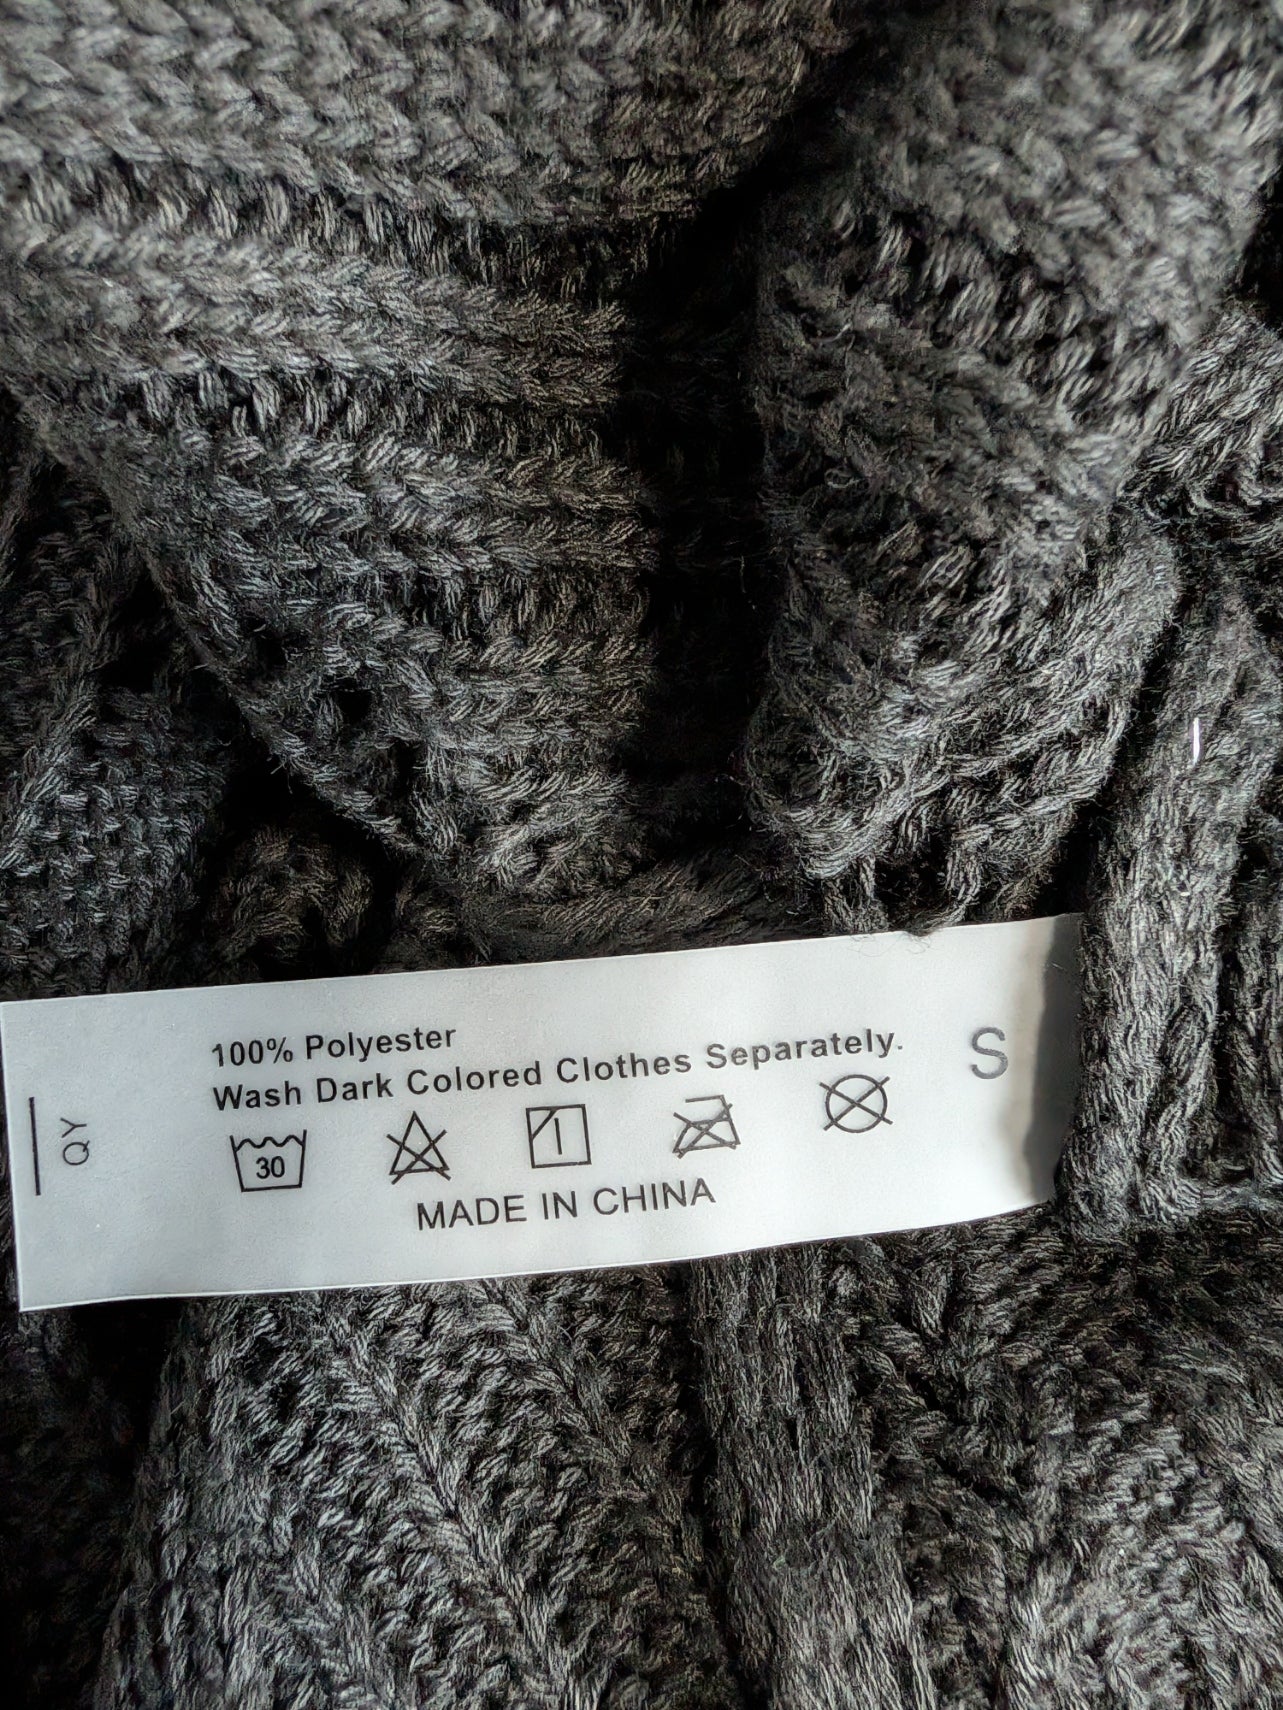 100% Polyester
Wash Dark Colored Clothes Separately.
30
MADE IN CHINA
S
QY